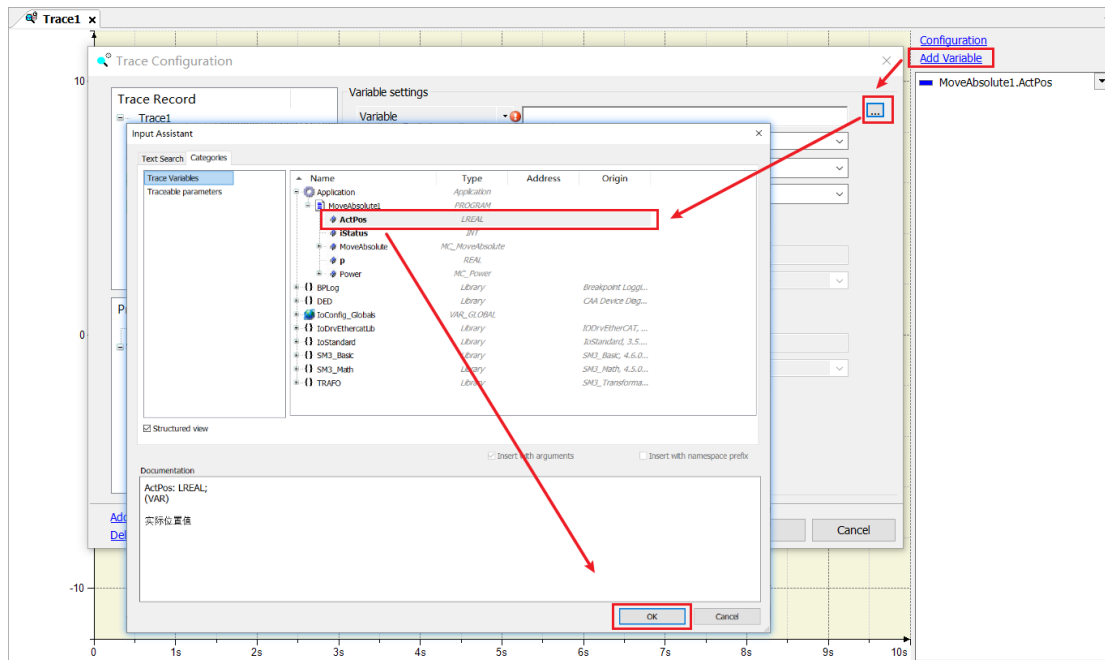 Trace1 x
Configuration
Add Variable
MoveAbsolute1.ActPos
Trace Configuration
Trace Record
Trace1
Variable settings
Variable
...
Input Assistant
Text Search Categories
Trace Variables
Traceable parameters
Name Type Address Origin
Application Application
MoveAbsolute1 PROGRAM
ActPos LREAL
iStatus INT
MoveAbsolute MC_MoveAbsolute
p REAL
Power MC_Power
BPLog Library Breakpoint Loggi...
DED Library CAA Device Diag...
IoConfig_Globals VAR_GLOBAL
IoDrvEthercatLib Library IODrvEtherCAT, ...
IoStandard Library IoStandard, 3.5....
SM3_Basic Library SM3_Basic, 4.6.0...
SM3_Math Library SM3_Math, 4.5.0...
TRAFO Library SM3_Transforma...
Structured view
Insert with arguments Insert with namespace prefix
Documentation
ActPos: LREAL;
(VAR)
实际位置值
OK Cancel
Cancel
10
0
-10
0 1s 2s 3s 4s 5s 6s 7s 8s 9s 10s